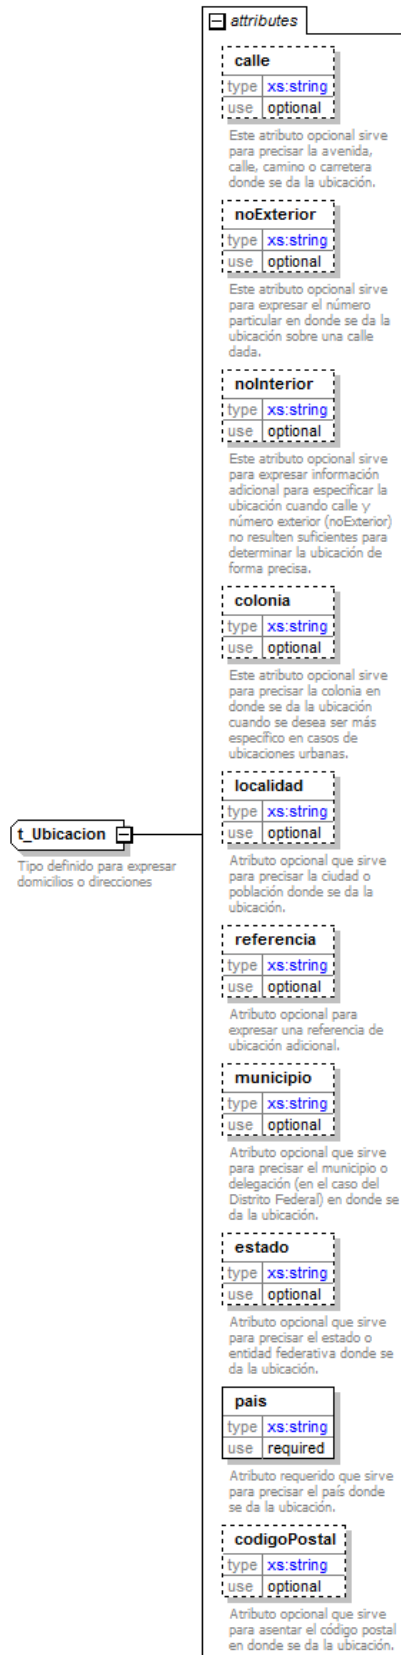 attributes
calle
type xs:string
use optional
Este atributo opcional sirve
para precisar la avenida,
calle, camino o carretera
donde se da la ubicación.
noExterior
type xs:string
use optional
Este atributo opcional sirve
para expresar el número
particular en donde se da la
ubicación sobre una calle
dada.
noInterior
type xs:string
use optional
Este atributo opcional sirve
para expresar información
adicional para especificar la
ubicación cuando calle y
número exterior (noExterior)
no resulten suficientes para
determinar la ubicación de
forma precisa.
colonia
type xs:string
use optional
Este atributo opcional sirve
para precisar la colonia en
donde se da la ubicación
cuando se desea ser más
específico en casos de
ubicaciones urbanas.
localidad
type xs:string
use optional
Atributo opcional que sirve
para precisar la ciudad o
población donde se da la
ubicación.
t_Ubicacion
Tipo definido para expresar
domicilios o direcciones
referencia
type xs:string
use optional
Atributo opcional para
expresar una referencia de
ubicación adicional.
municipio
type xs:string
use optional
Atributo opcional que sirve
para precisar el municipio o
delegación (en el caso del
Distrito Federal) en donde se
da la ubicación.
estado
type xs:string
use optional
Atributo opcional que sirve
para precisar el estado o
entidad federativa donde se
da la ubicación.
pais
type xs:string
use required
Atributo requerido que sirve
para precisar el país donde
se da la ubicación.
codigoPostal
type xs:string
use optional
Atributo opcional que sirve
para asentar el código postal
en donde se da la ubicación.